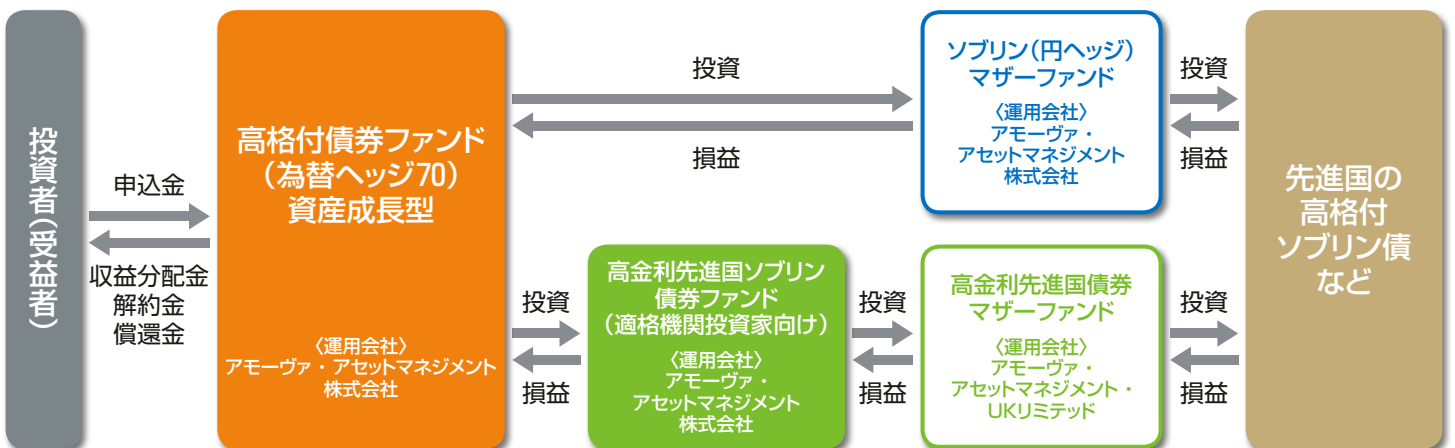 投資者(受益者)
申込金
収益分配金
解約金
償還金
高格付債券ファンド
(為替ヘッジ70)
資産成長型
〈運用会社〉
アモーヴァ・アセットマネジメント
株式会社
投資
損益
ソブリン(円ヘッジ)
マザーファンド
〈運用会社〉
アモーヴァ・
アセットマネジメント
株式会社
投資
損益
投資
損益
高金利先進国ソブリン
債券ファンド
(適格機関投資家向け)
〈運用会社〉
アモーヴァ・
アセットマネジメント
株式会社
投資
損益
高金利先進国債券
マザーファンド
〈運用会社〉
アモーヴァ・
アセットマネジメント・
UKリミテッド
投資
損益
先進国の
高格付
ソブリン債
など